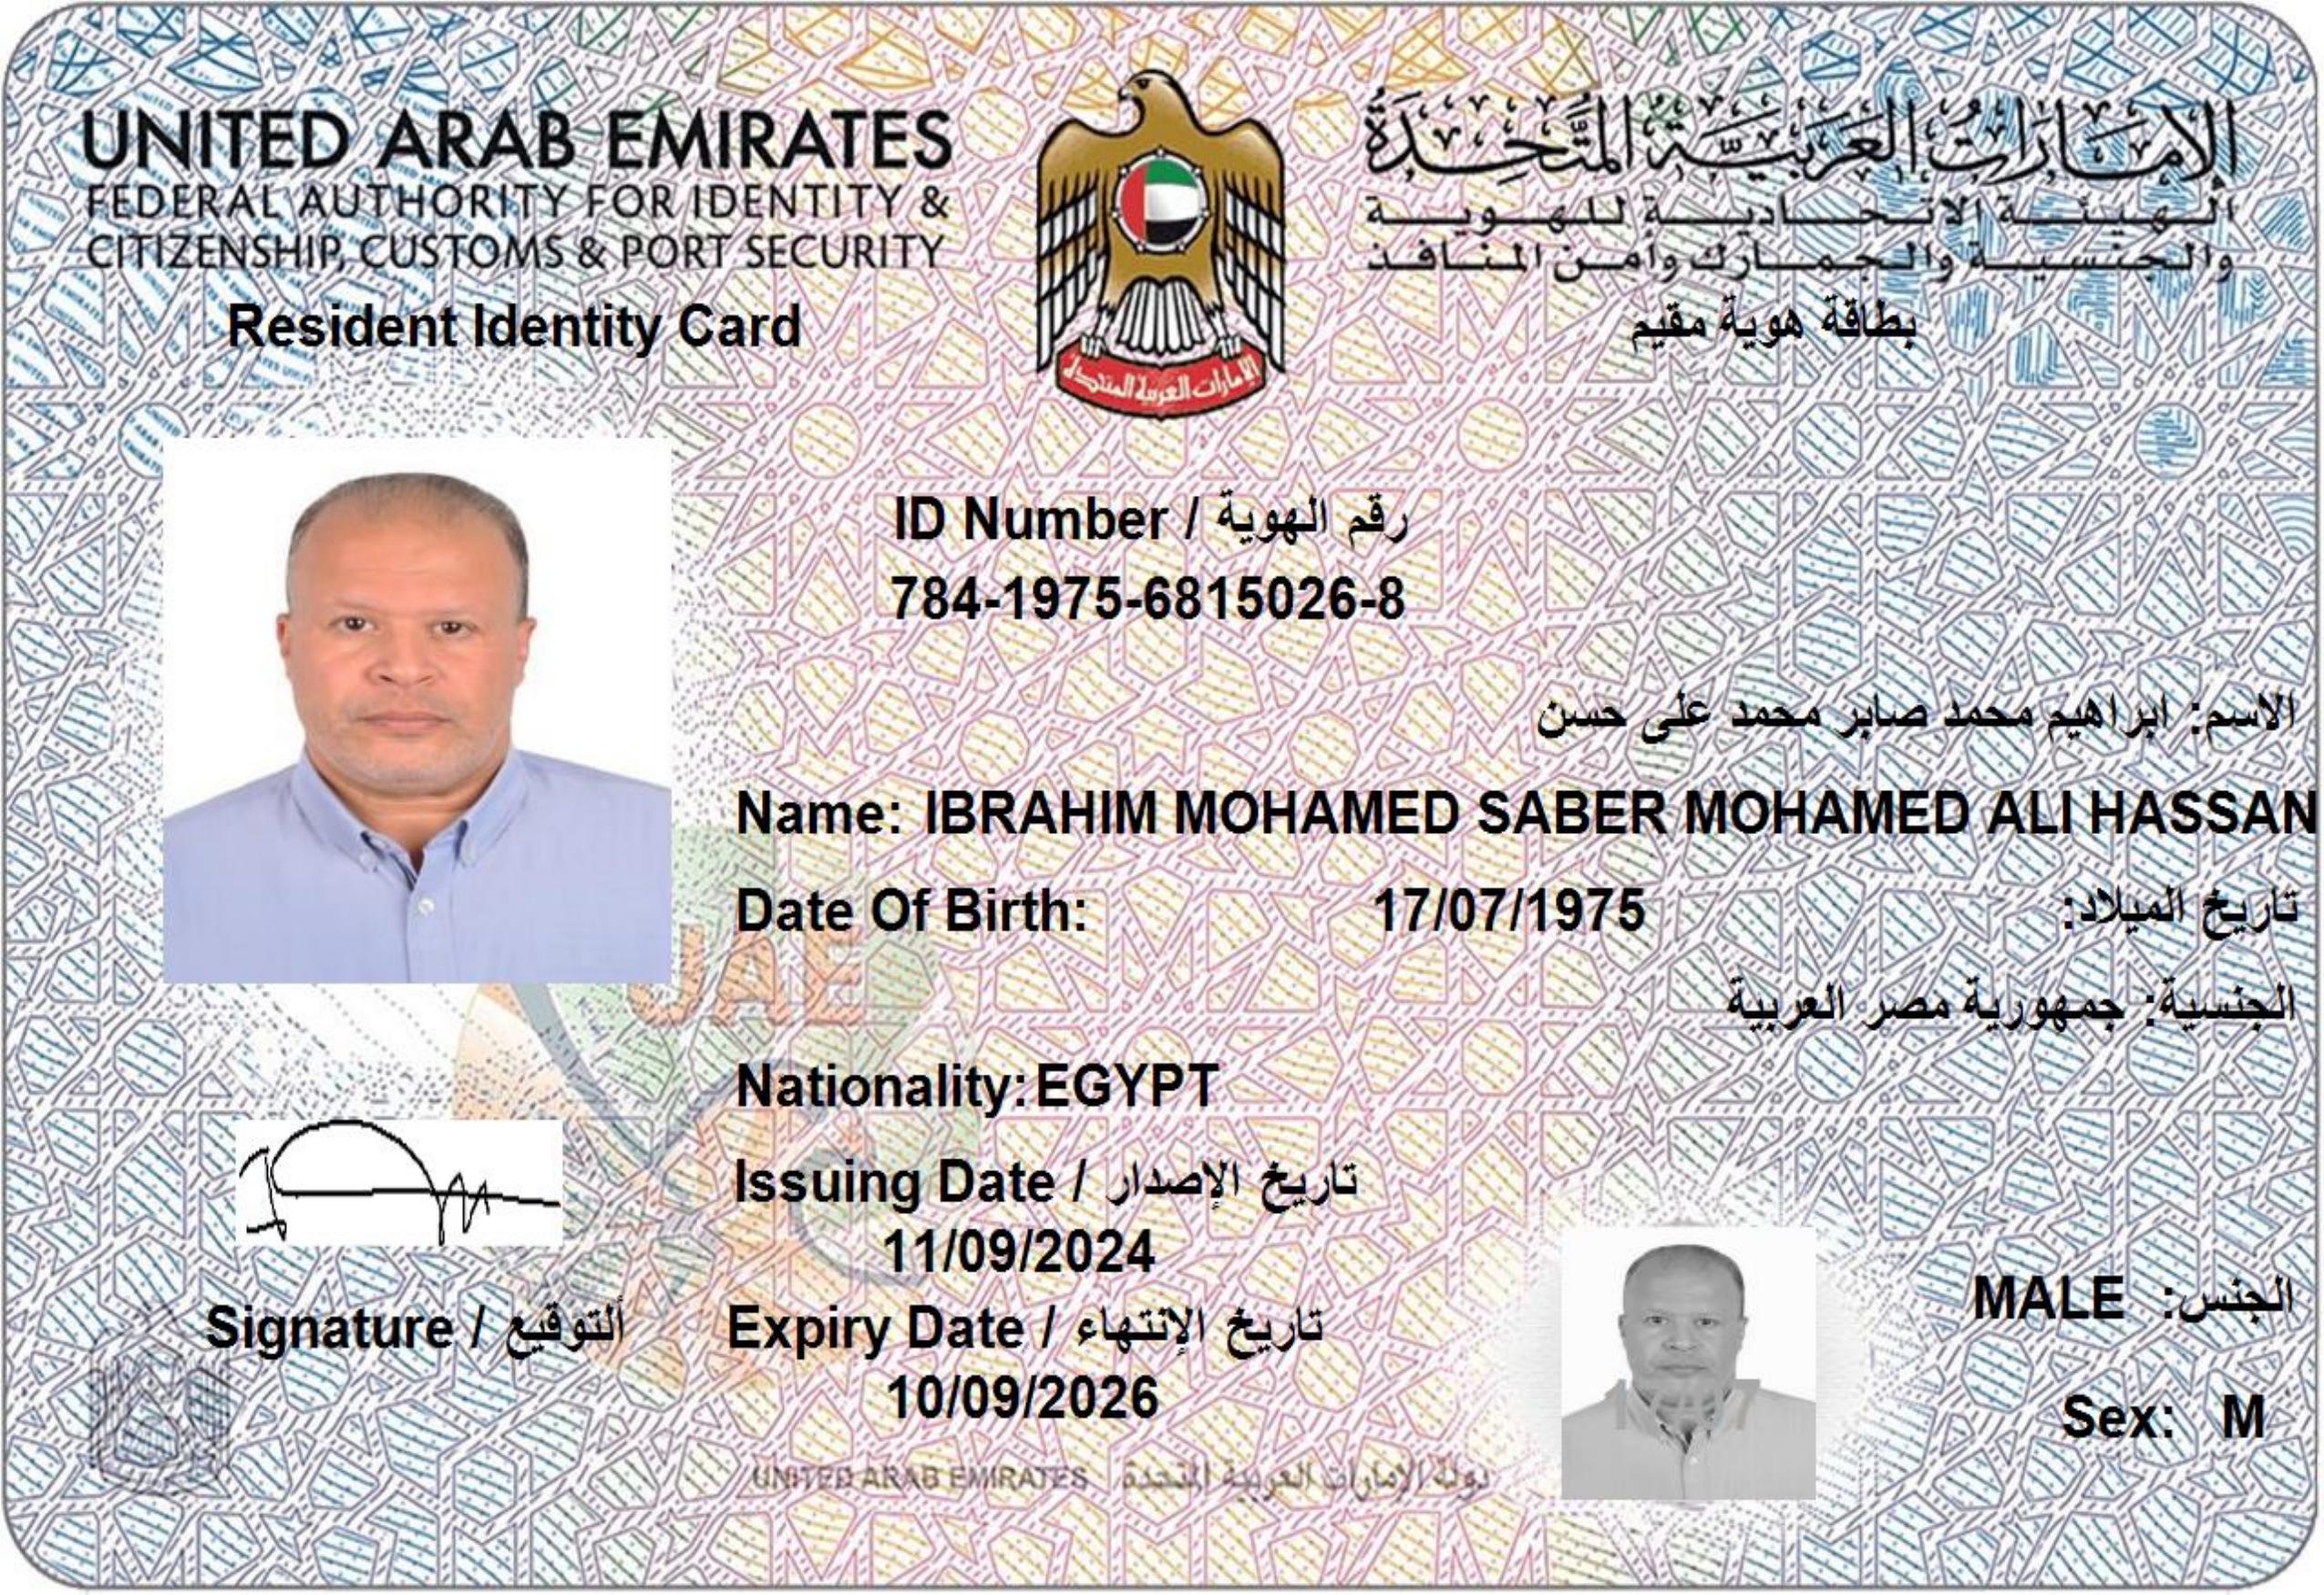 UNITED ARAB EMIRATES
FEDERAL AUTHORITY FOR IDENTITY &
CITIZENSHIP, CUSTOMS & PORT SECURITY
Resident Identity Card
الإمارات العربية المتحدة
الهيئة الاتحادية للهوية
والجنسية والجمارك وأمن المنافذ
بطاقة هوية مقيم
الإمارات العربية المتحدة
ID Number / رقم الهوية
784-1975-6815026-8
الاسم: ابراهيم محمد صابر محمد على حسن
Name: IBRAHIM MOHAMED SABER MOHAMED ALI HASSAN
Date Of Birth: 17/07/1975 تاريخ الميلاد:
الجنسية: جمهورية مصر العربية
UAE
Nationality: EGYPT
Issuing Date / تاريخ الإصدار
11/09/2024
Signature / ألتوقيع
Expiry Date / تاريخ الإنتهاء
10/09/2026
الجنس: MALE
Sex: M
UNITED ARAB EMIRATES دولة الإمارات العربية المتحدة